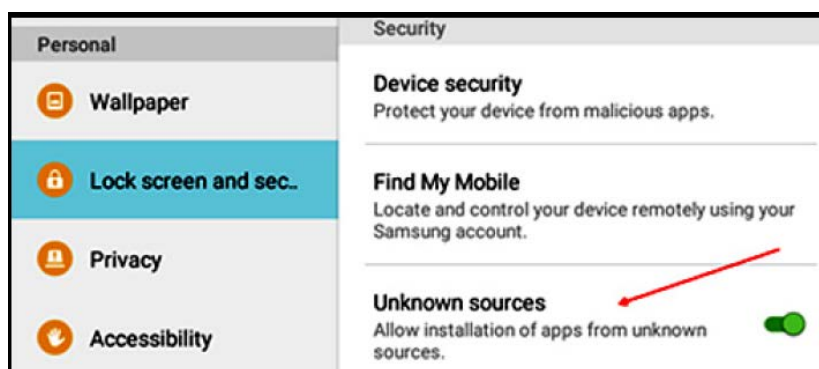 Personal
Wallpaper
Lock screen and sec..
Privacy
Accessibility
Security
Device security
Protect your device from malicious apps.
Find My Mobile
Locate and control your device remotely using your
Samsung account.
Unknown sources
Allow installation of apps from unknown
sources.